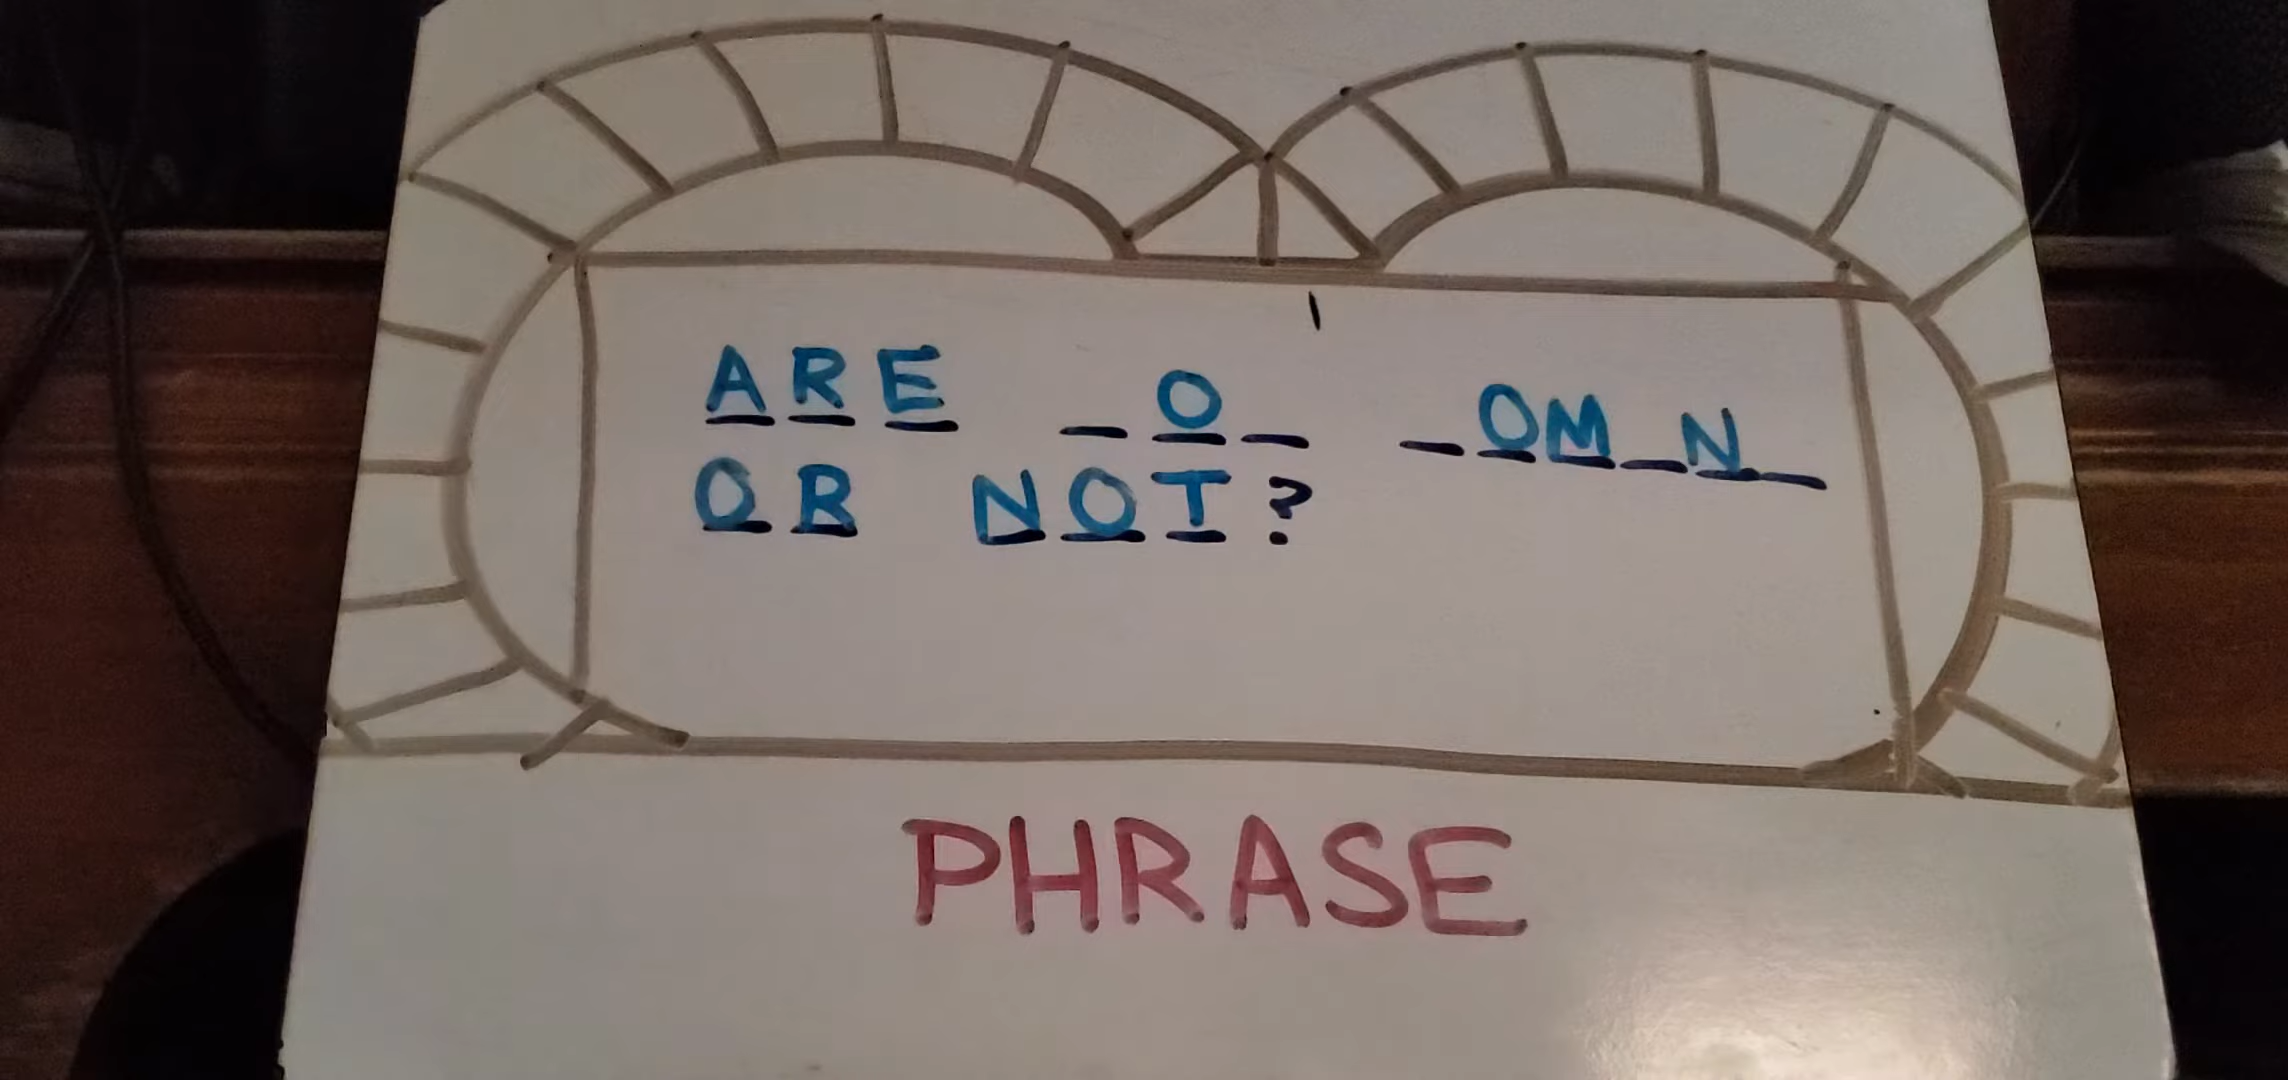 ARE _O_ _OM_N_
OR NOT?
PHRASE